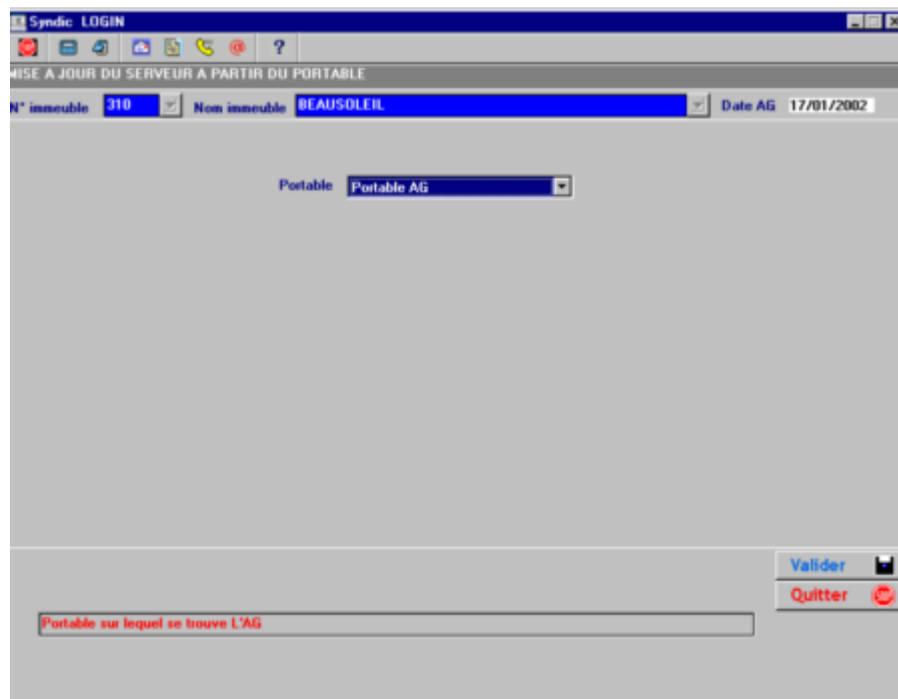 Syndic LOGIN
@ ?
MISE A JOUR DU SERVEUR A PARTIR DU PORTABLE
N° immeuble 310 Nom immeuble BEAUSOLEIL Date AG 17/01/2002
Portable Portable AG
Valider
Quitter
Portable sur lequel se trouve L'AG